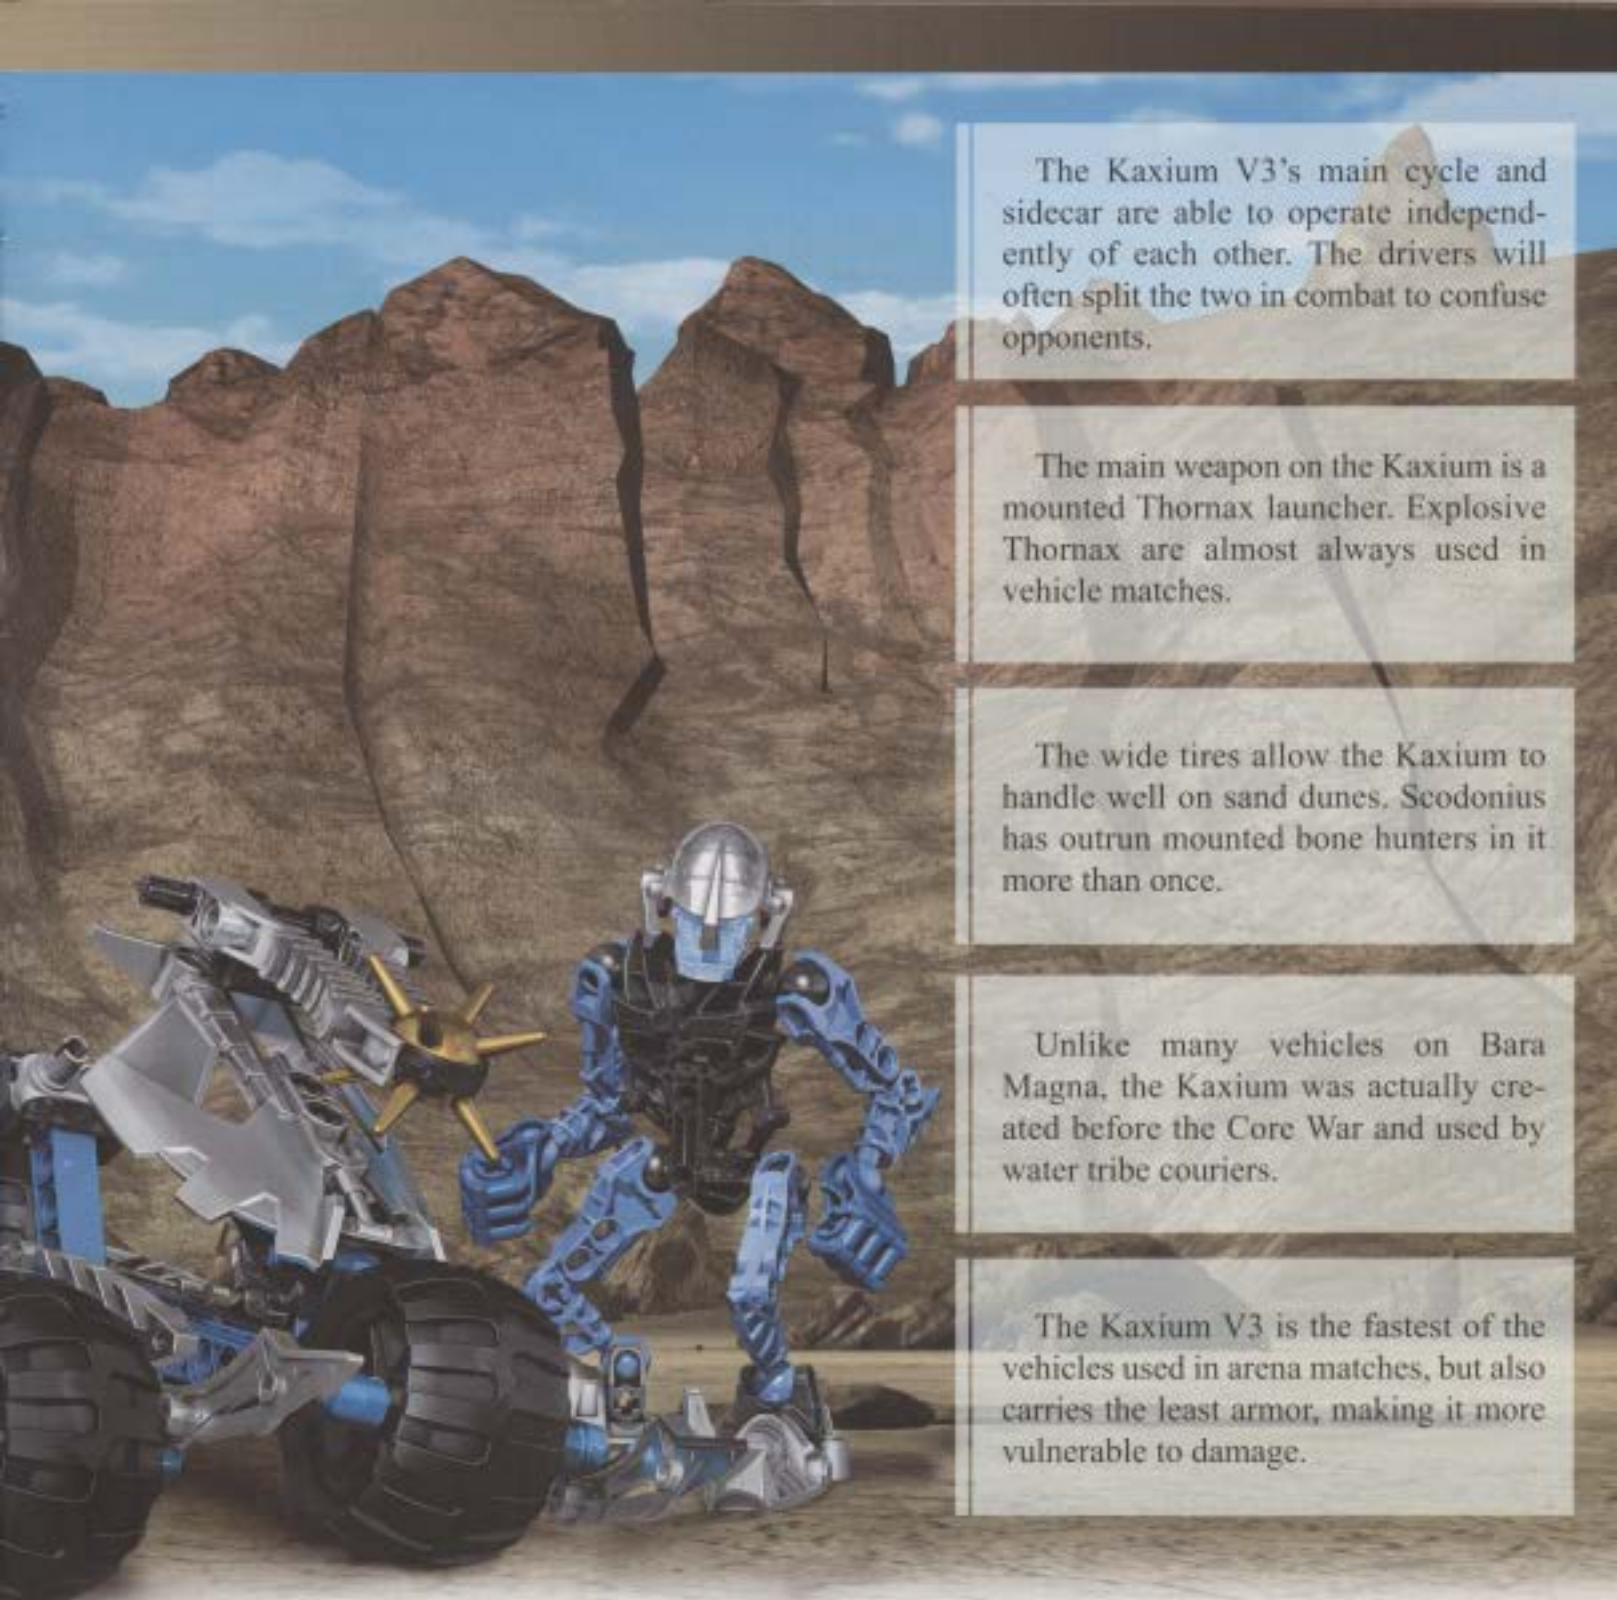 The Kaxium V3's main cycle and
sidecar are able to operate independ-
ently of each other. The drivers will
often split the two in combat to confuse
opponents.
The main weapon on the Kaxium is a
mounted Thornax launcher. Explosive
Thornax are almost always used in
vehicle matches.
The wide tires allow the Kaxium to
handle well on sand dunes. Scodonius
has outrun mounted bone hunters in it
more than once.
Unlike many vehicles on Bara
Magna, the Kaxium was actually cre-
ated before the Core War and used by
water tribe couriers.
The Kaxium V3 is the fastest of the
vehicles used in arena matches, but also
carries the least armor, making it more
vulnerable to damage.